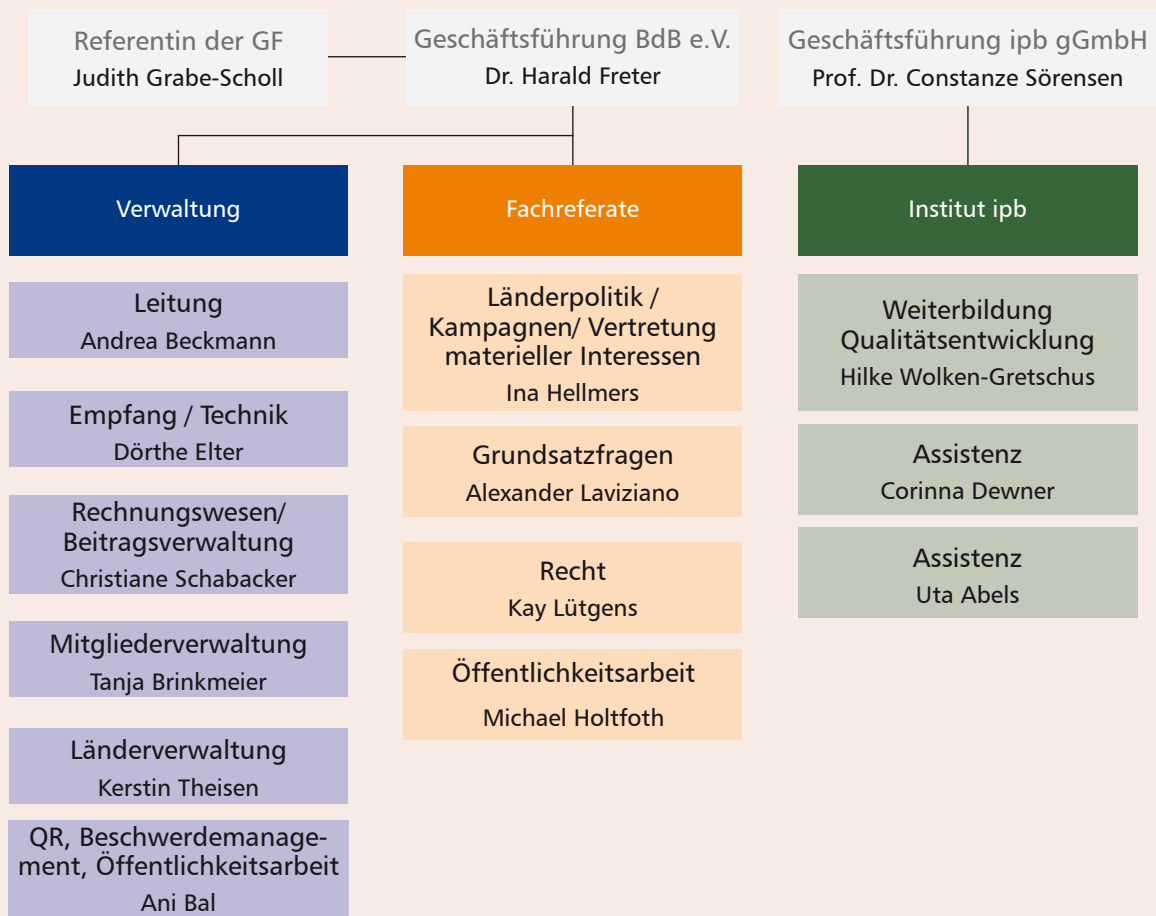 Referentin der GF
Judith Grabe-Scholl
Geschäftsführung BdB e.V.
Dr. Harald Freter
Geschäftsführung ipb gGmbH
Prof. Dr. Constanze Sörensen
Verwaltung
Leitung
Andrea Beckmann
Empfang / Technik
Dörthe Elter
Rechnungswesen/
Beitragsverwaltung
Christiane Schabacker
Mitgliederverwaltung
Tanja Brinkmeier
Länderverwaltung
Kerstin Theisen
QR, Beschwerdemanage-
ment, Öffentlichkeitsarbeit
Ani Bal
Fachreferate
Länderpolitik /
Kampagnen/ Vertretung
materieller Interessen
Ina Hellmers
Grundsatzfragen
Alexander Laviziano
Recht
Kay Lütgens
Öffentlichkeitsarbeit
Michael Holtfoth
Institut ipb
Weiterbildung
Qualitätsentwicklung
Hilke Wolken-Gretschus
Assistenz
Corinna Dewner
Assistenz
Uta Abels